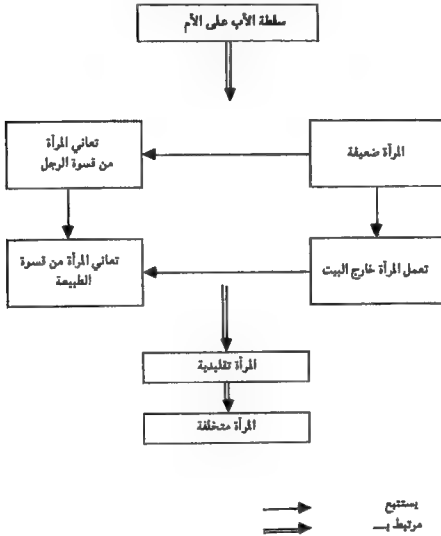 سلطة الأب على الأم
المرأة ضعيفة
تعاني المرأة
من قسوة الرجل
تعمل المرأة خارج البيت
تعاني المرأة من قسوة
الطبيعة
المرأة تقليدية
المرأة متخلفة
يستتبع
مرتبط بـــ